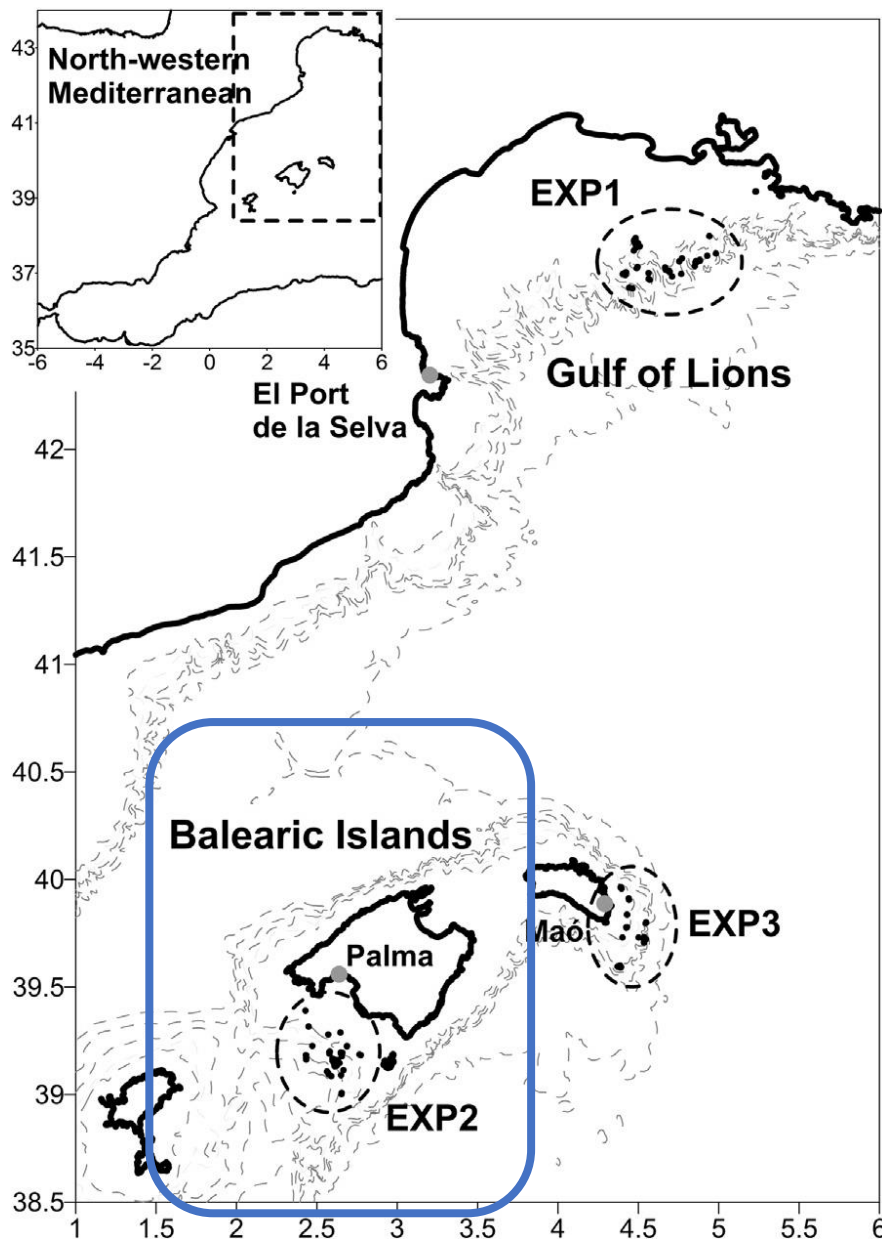 43
41
39
37
35
North-western
Mediterranean
-6 -4 -2 0 2 4 6
EXP1
Gulf of Lions
El Port
de la Selva
42
41.5
41
40.5
40
39.5
39
38.5
Balearic Islands
Palma
Maó
EXP3
EXP2
1 1.5 2 2.5 3 3.5 4 4.5 5 5.5 6